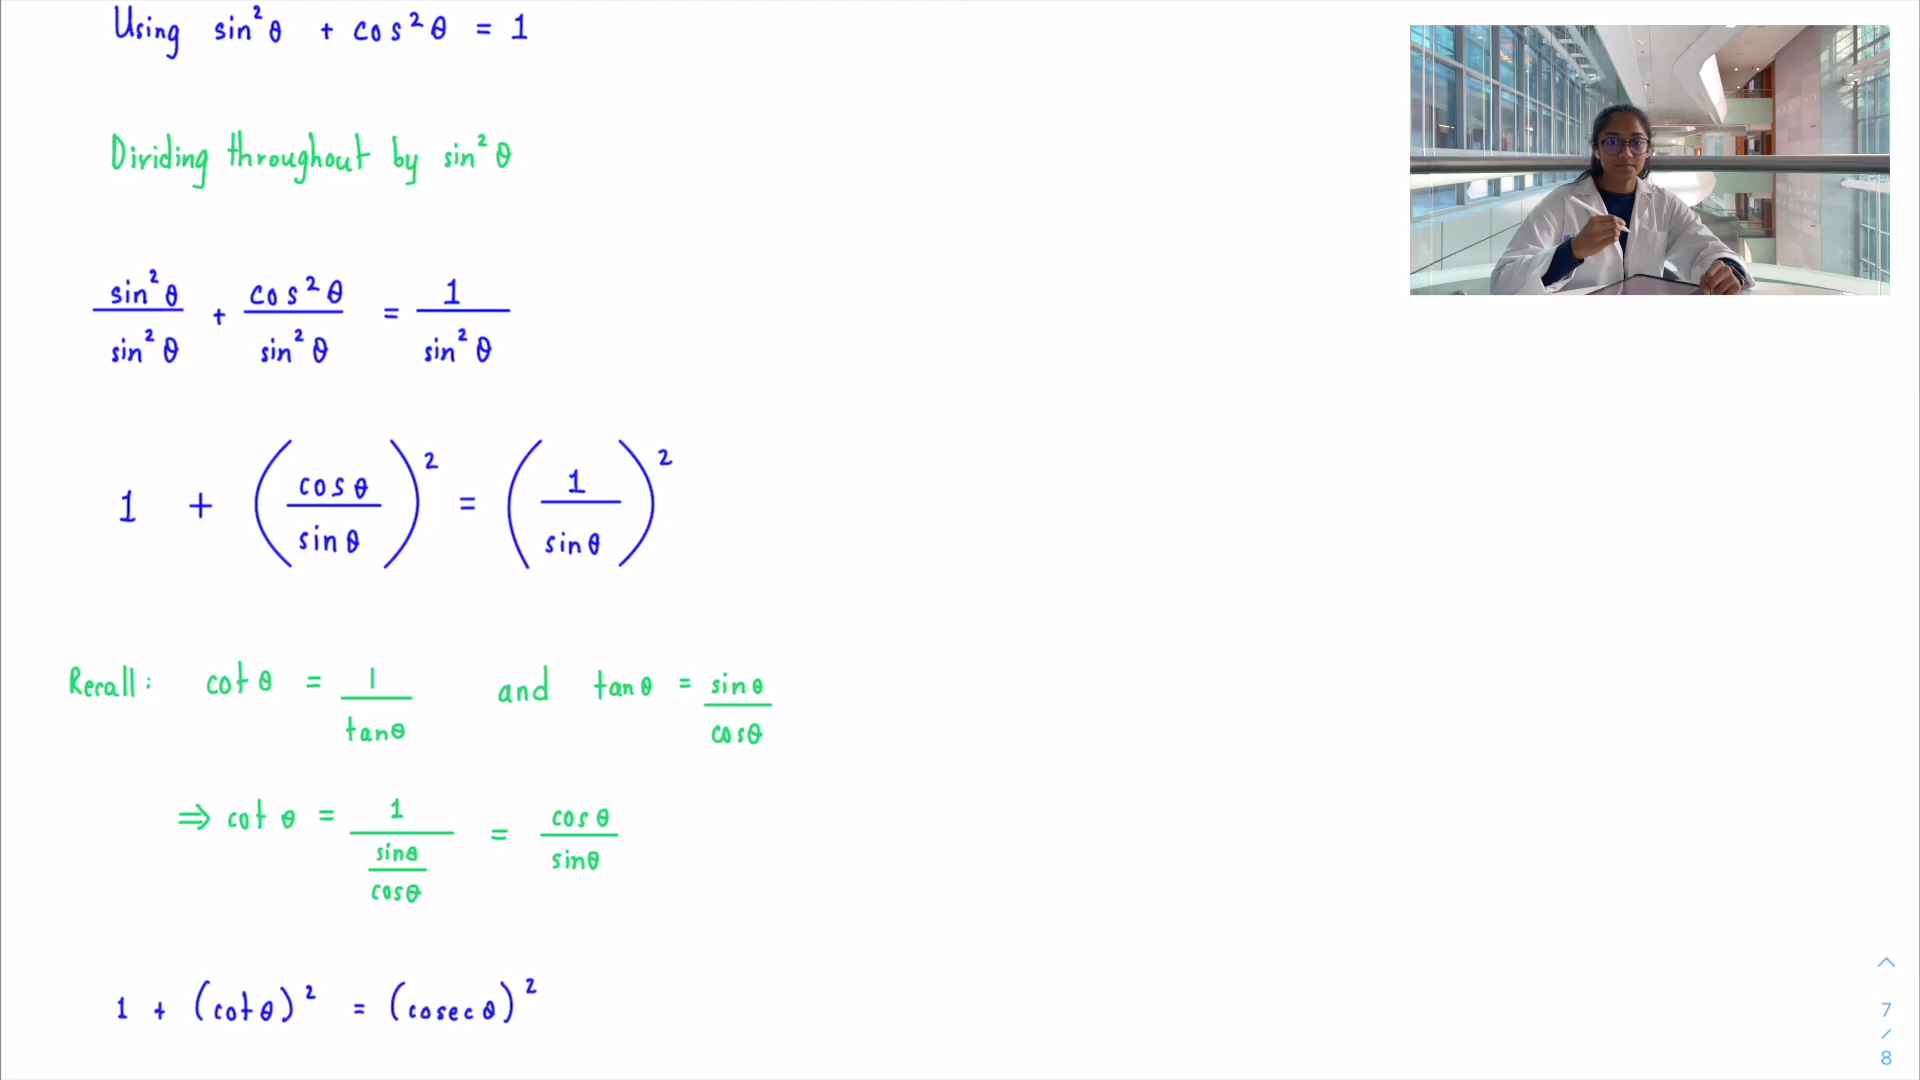 Using sin²θ + cos²θ = 1
Dividing throughout by sin²θ
sin²θ/sin²θ + cos²θ/sin²θ = 1/sin²θ
1 + (cosθ/sinθ)² = (1/sinθ)²
Recall: cotθ = 1/tanθ and tanθ = sinθ/cosθ
⇒ cotθ = 1/(sinθ/cosθ) = cosθ/sinθ
1 + (cotθ)² = (cosecθ)²
7
/
8